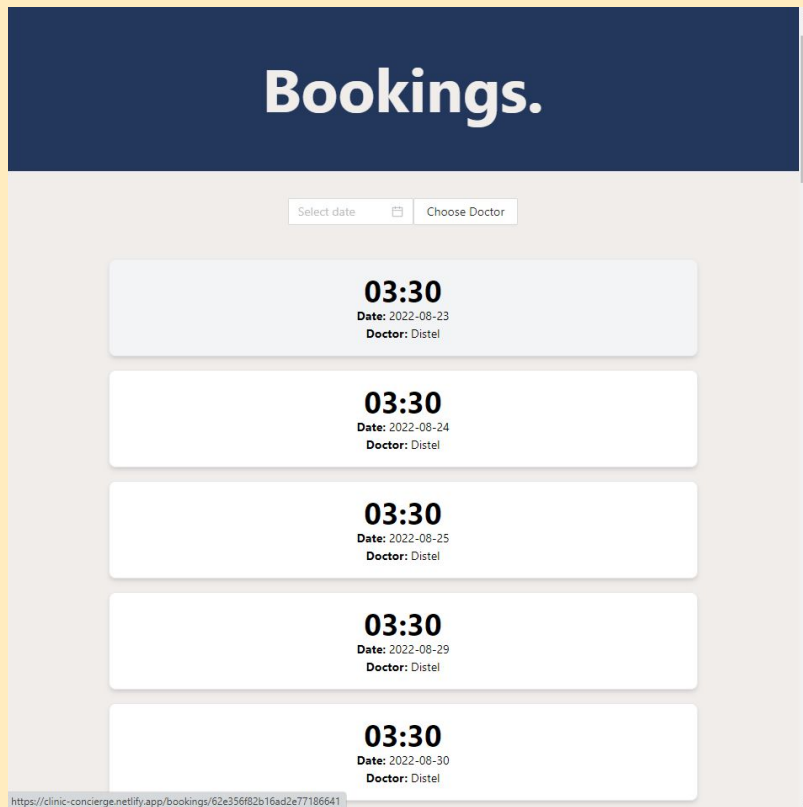 Bookings.
Select date Choose Doctor
03:30
Date: 2022-08-23
Doctor: Distel
03:30
Date: 2022-08-24
Doctor: Distel
03:30
Date: 2022-08-25
Doctor: Distel
03:30
Date: 2022-08-29
Doctor: Distel
03:30
Date: 2022-08-30
Doctor: Distel
https://clinic-concierge.netlify.app/bookings/62e356f82b16ad2e77186641